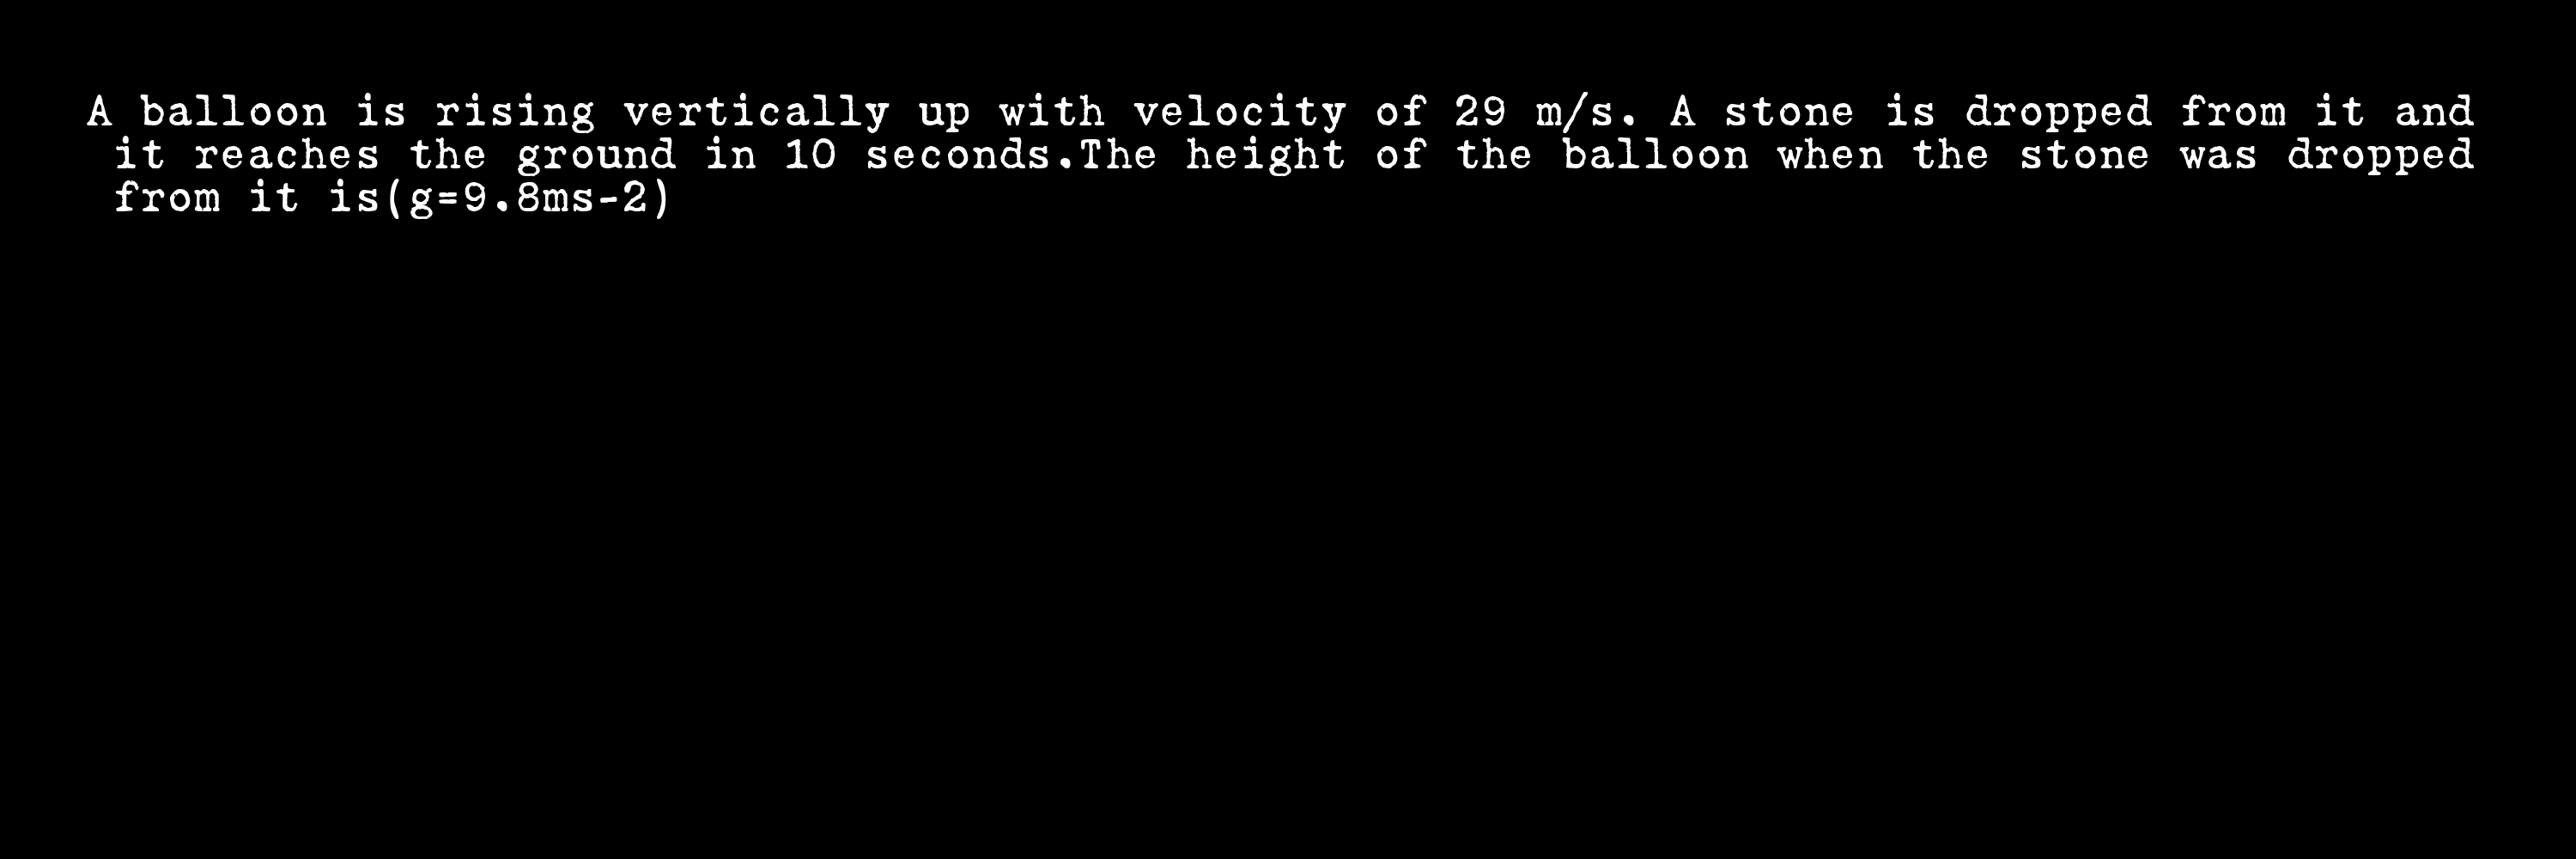 A balloon is rising vertically up with velocity of 29 m/s. A stone is dropped from it and
it reaches the ground in 10 seconds.The height of the balloon when the stone was dropped
from it is(g=9.8ms-2)